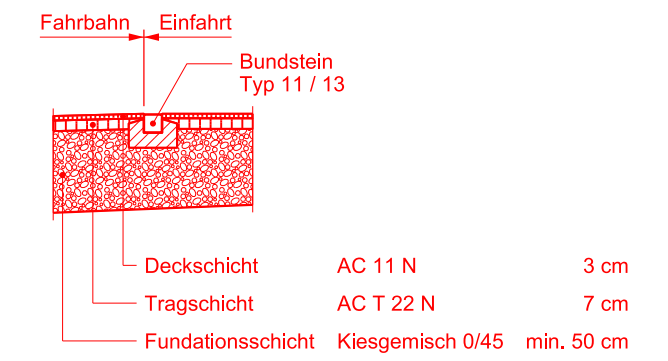 Fahrbahn Einfahrt
Bundstein
Typ 11 / 13
Deckschicht AC 11 N 3 cm
Tragschicht AC T 22 N 7 cm
Fundationsschicht Kiesgemisch 0/45 min. 50 cm